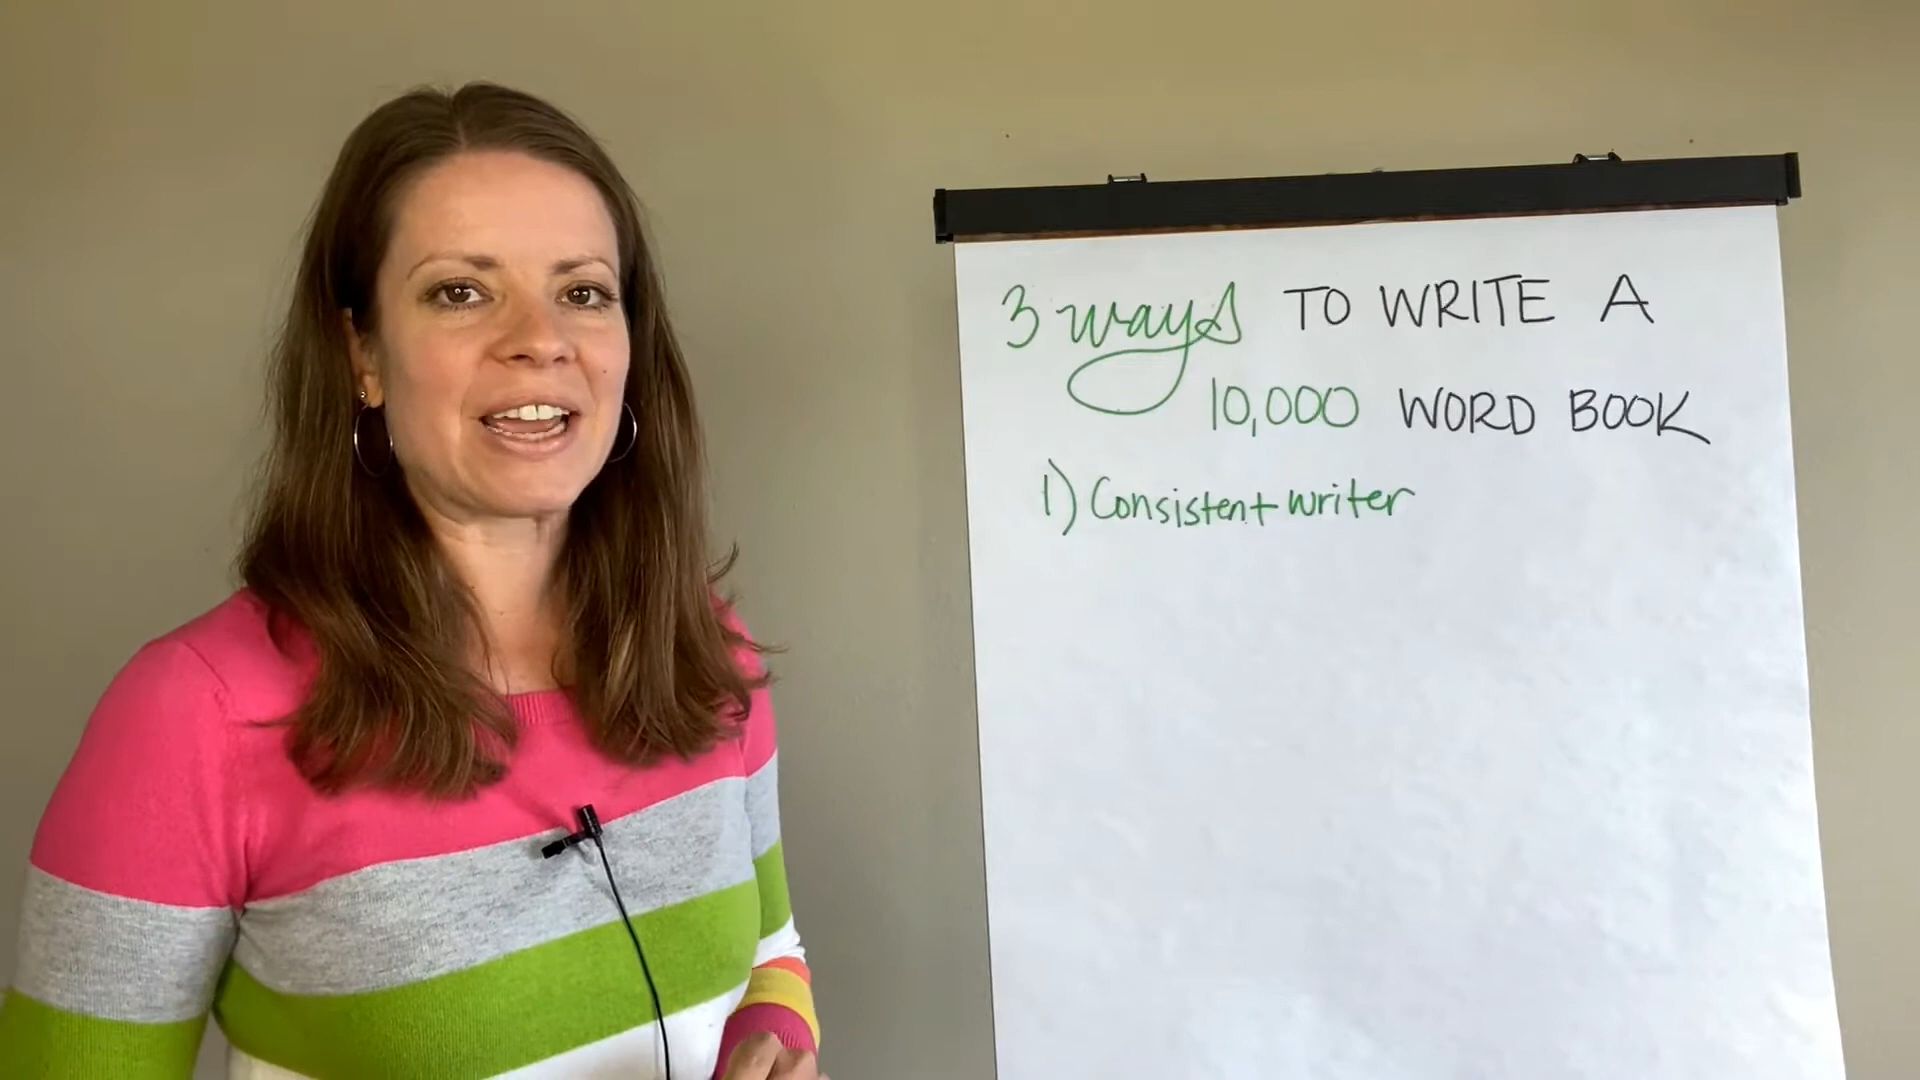 3 ways TO WRITE A
10,000 WORD BOOK
1) Consistent writer